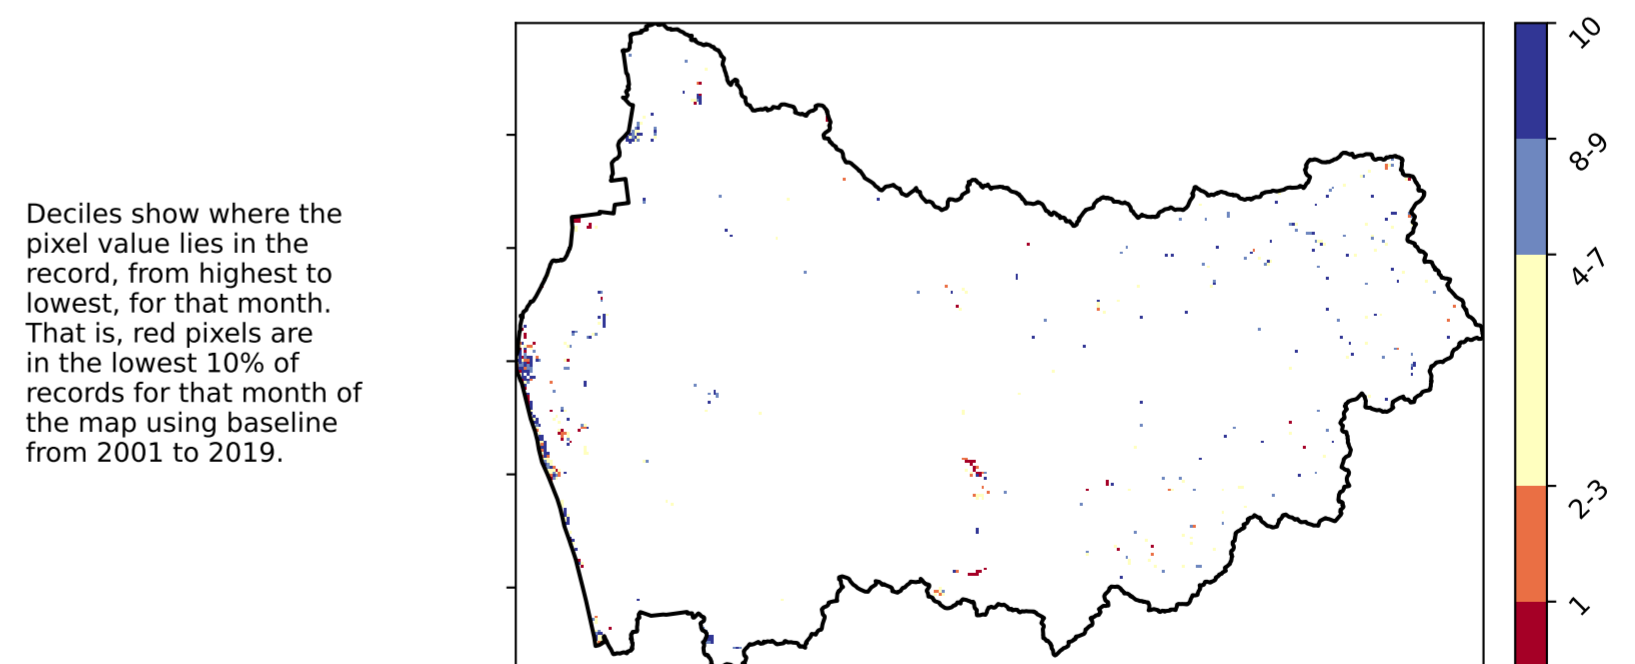 Deciles show where the
pixel value lies in the
record, from highest to
lowest, for that month.
That is, red pixels are
in the lowest 10% of
records for that month of
the map using baseline
from 2001 to 2019.
10
8-9
4-7
2-3
1